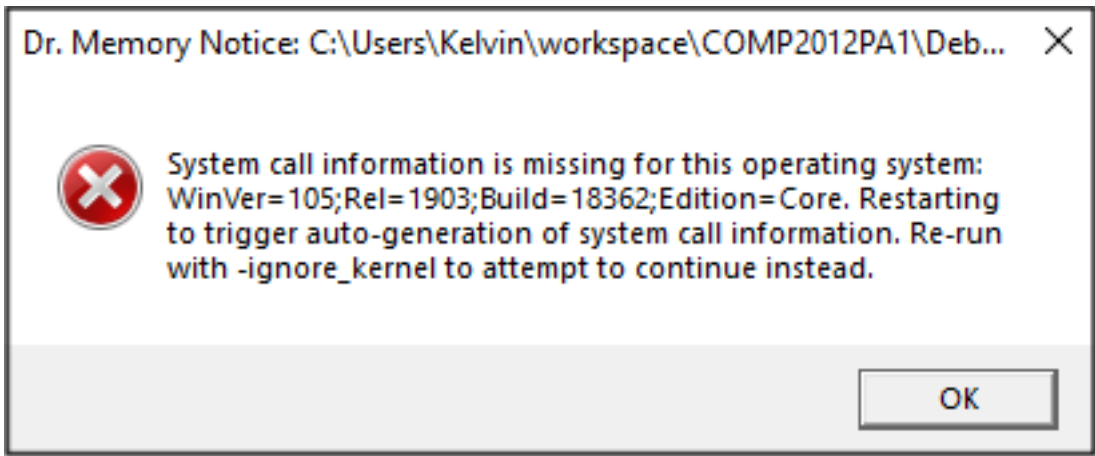 Dr. Memory Notice: C:\Users\Kelvin\workspace\COMP2012PA1\Deb...
System call information is missing for this operating system:
WinVer=105;Rel=1903;Build=18362;Edition=Core. Restarting
to trigger auto-generation of system call information. Re-run
with -ignore_kernel to attempt to continue instead.
OK